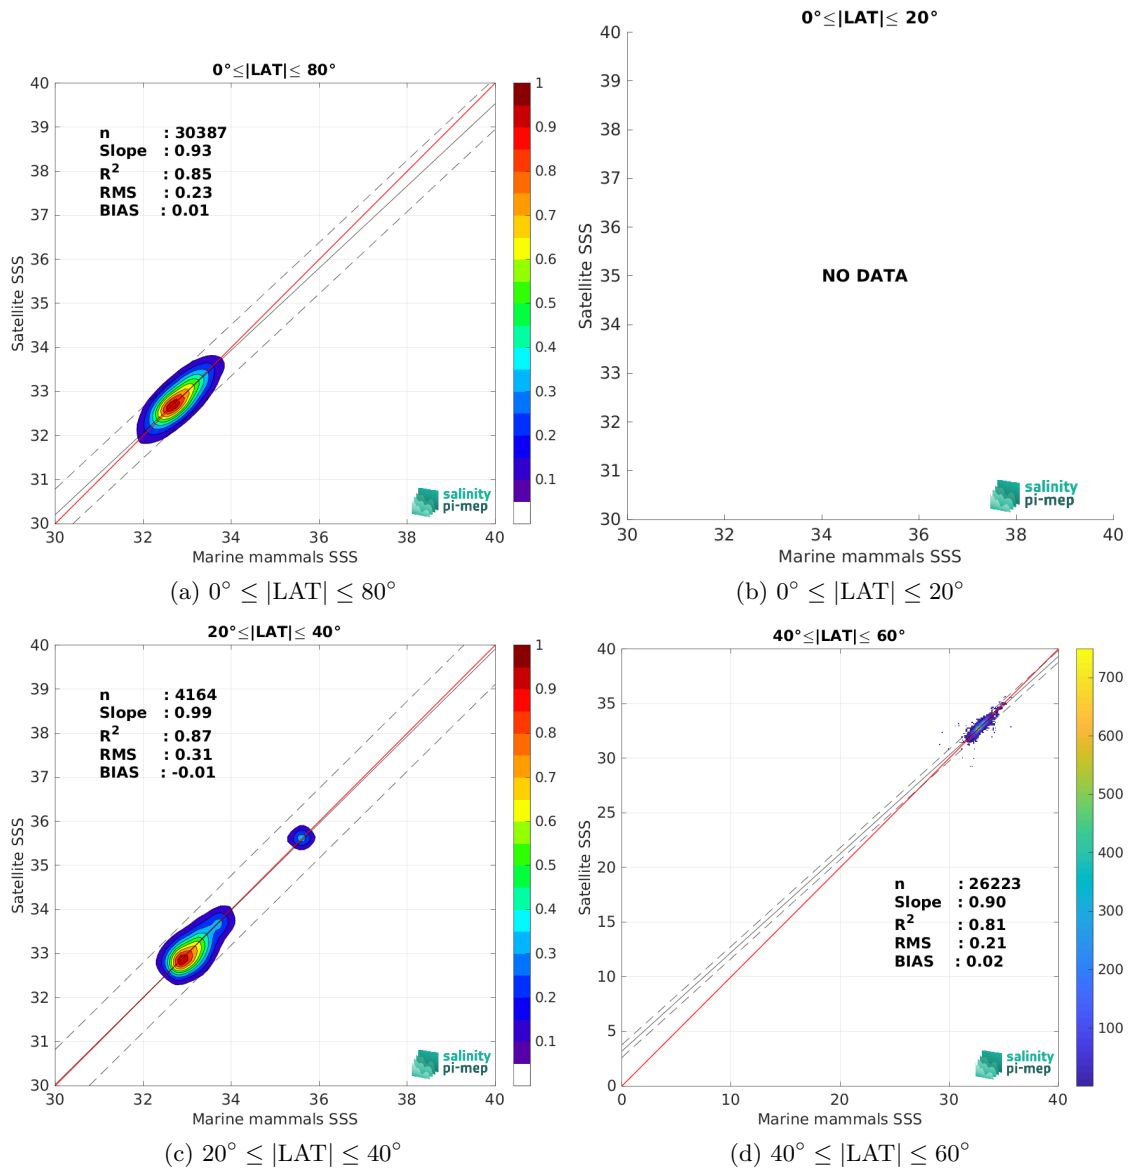 0°≤|LAT|≤ 80°
40
39
38
37
36
35
34
33
32
31
30
30
32
34
36
38
40
Satellite SSS
Marine mammals SSS
n : 30387
Slope : 0.93
R² : 0.85
RMS : 0.23
BIAS : 0.01
salinity
pi-mep
1
0.9
0.8
0.7
0.6
0.5
0.4
0.3
0.2
0.1
(a) 0° ≤ |LAT| ≤ 80°
0°≤|LAT|≤ 20°
40
39
38
37
36
35
34
33
32
31
30
30
32
34
36
38
40
Satellite SSS
Marine mammals SSS
NO DATA
salinity
pi-mep
(b) 0° ≤ |LAT| ≤ 20°
20°≤|LAT|≤ 40°
40
39
38
37
36
35
34
33
32
31
30
30
32
34
36
38
40
Satellite SSS
Marine mammals SSS
n : 4164
Slope : 0.99
R² : 0.87
RMS : 0.31
BIAS : -0.01
salinity
pi-mep
1
0.9
0.8
0.7
0.6
0.5
0.4
0.3
0.2
0.1
(c) 20° ≤ |LAT| ≤ 40°
40°≤|LAT|≤ 60°
40
35
30
25
20
15
10
5
0
0
10
20
30
40
Satellite SSS
Marine mammals SSS
n : 26223
Slope : 0.90
R² : 0.81
RMS : 0.21
BIAS : 0.02
salinity
pi-mep
700
600
500
400
300
200
100
(d) 40° ≤ |LAT| ≤ 60°